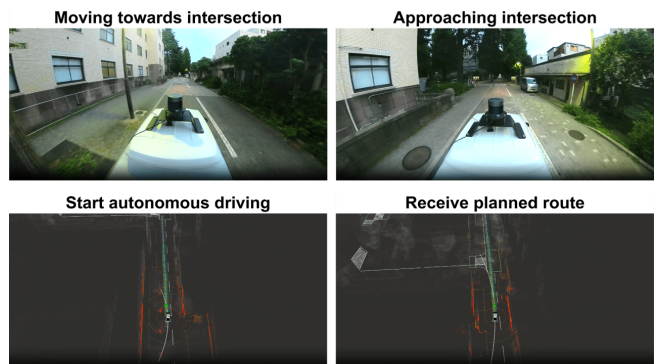 Moving towards intersection
Approaching intersection
Start autonomous driving
Receive planned route